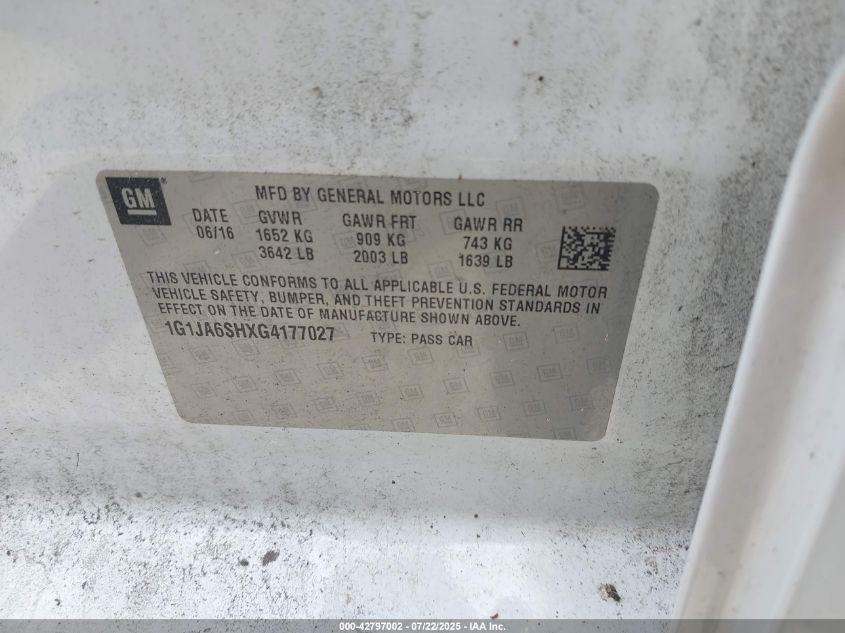 GM®
MFD BY GENERAL MOTORS LLC
DATE GVWR GAWR FRT GAWR RR
06/16 1652 KG 909 KG 743 KG
3642 LB 2003 LB 1639 LB
THIS VEHICLE CONFORMS TO ALL APPLICABLE U.S. FEDERAL MOTOR
VEHICLE SAFETY, BUMPER, AND THEFT PREVENTION STANDARDS IN
EFFECT ON THE DATE OF MANUFACTURE SHOWN ABOVE.
1G1JA6SHXG4177027 TYPE: PASS CAR
000-42797002 - 07/22/2025 - IAA Inc.